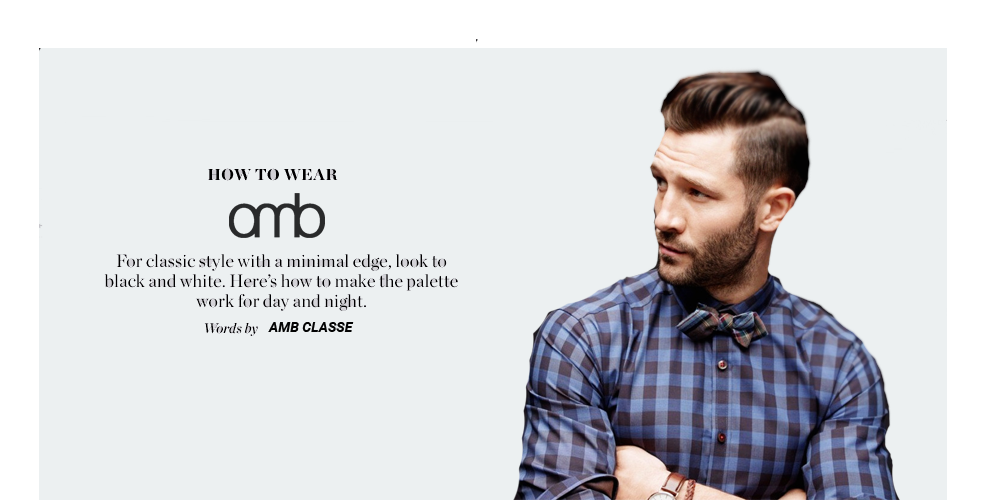 HOW TO WEAR
amb
For classic style with a minimal edge, look to
black and white. Here's how to make the palette
work for day and night.
Words by AMB CLASSE